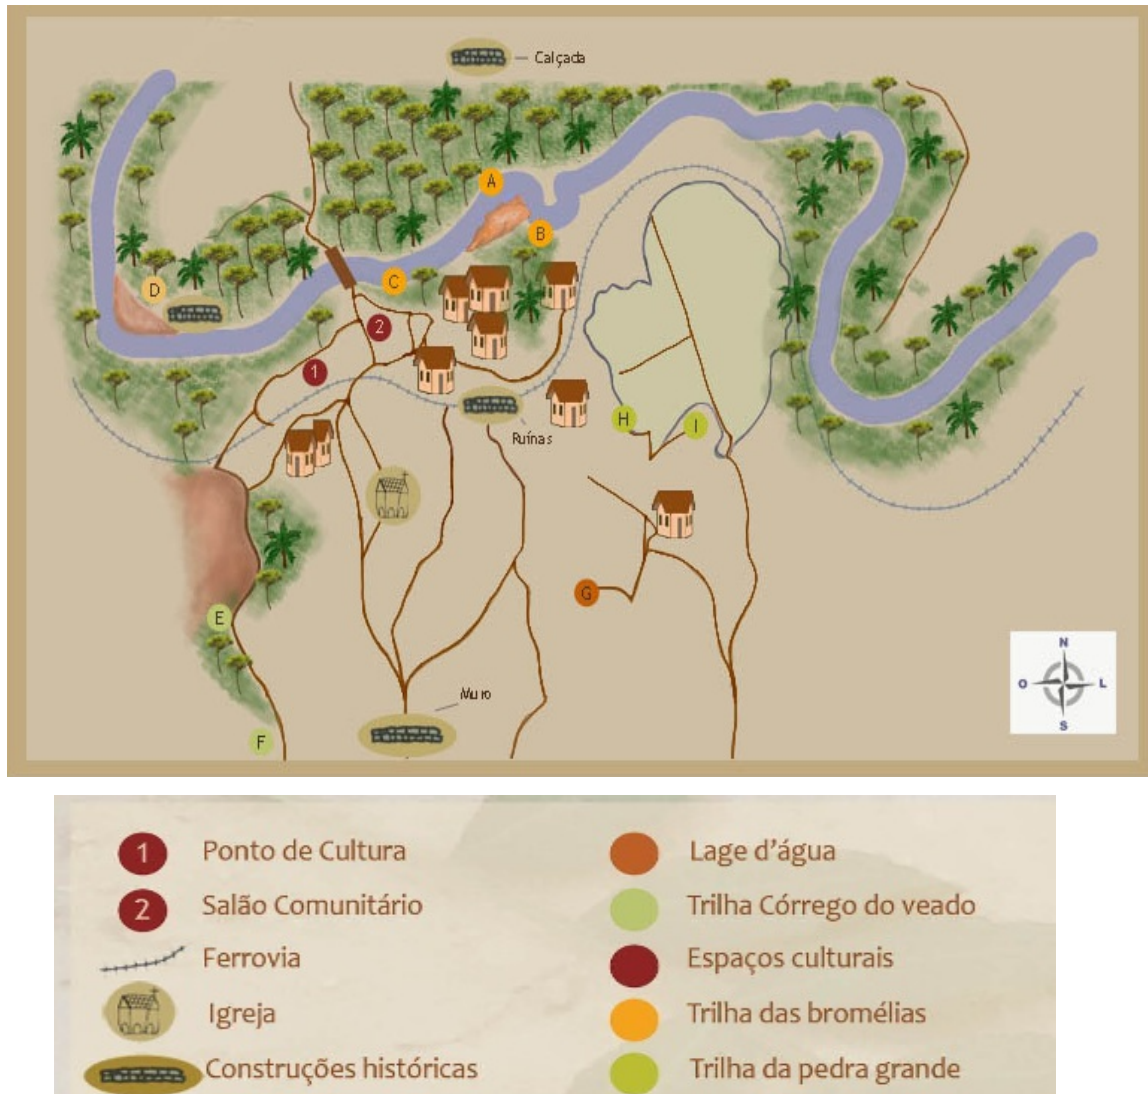 Calçada
A
B
C
D
2
1
H
I
Ruínas
G
E
Muro
F
N
O L
S
1 Ponto de Cultura
2 Salão Comunitário
Ferrovia
Igreja
Construções históricas
Lage d'água
Trilha Córrego do veado
Espaços culturais
Trilha das bromélias
Trilha da pedra grande